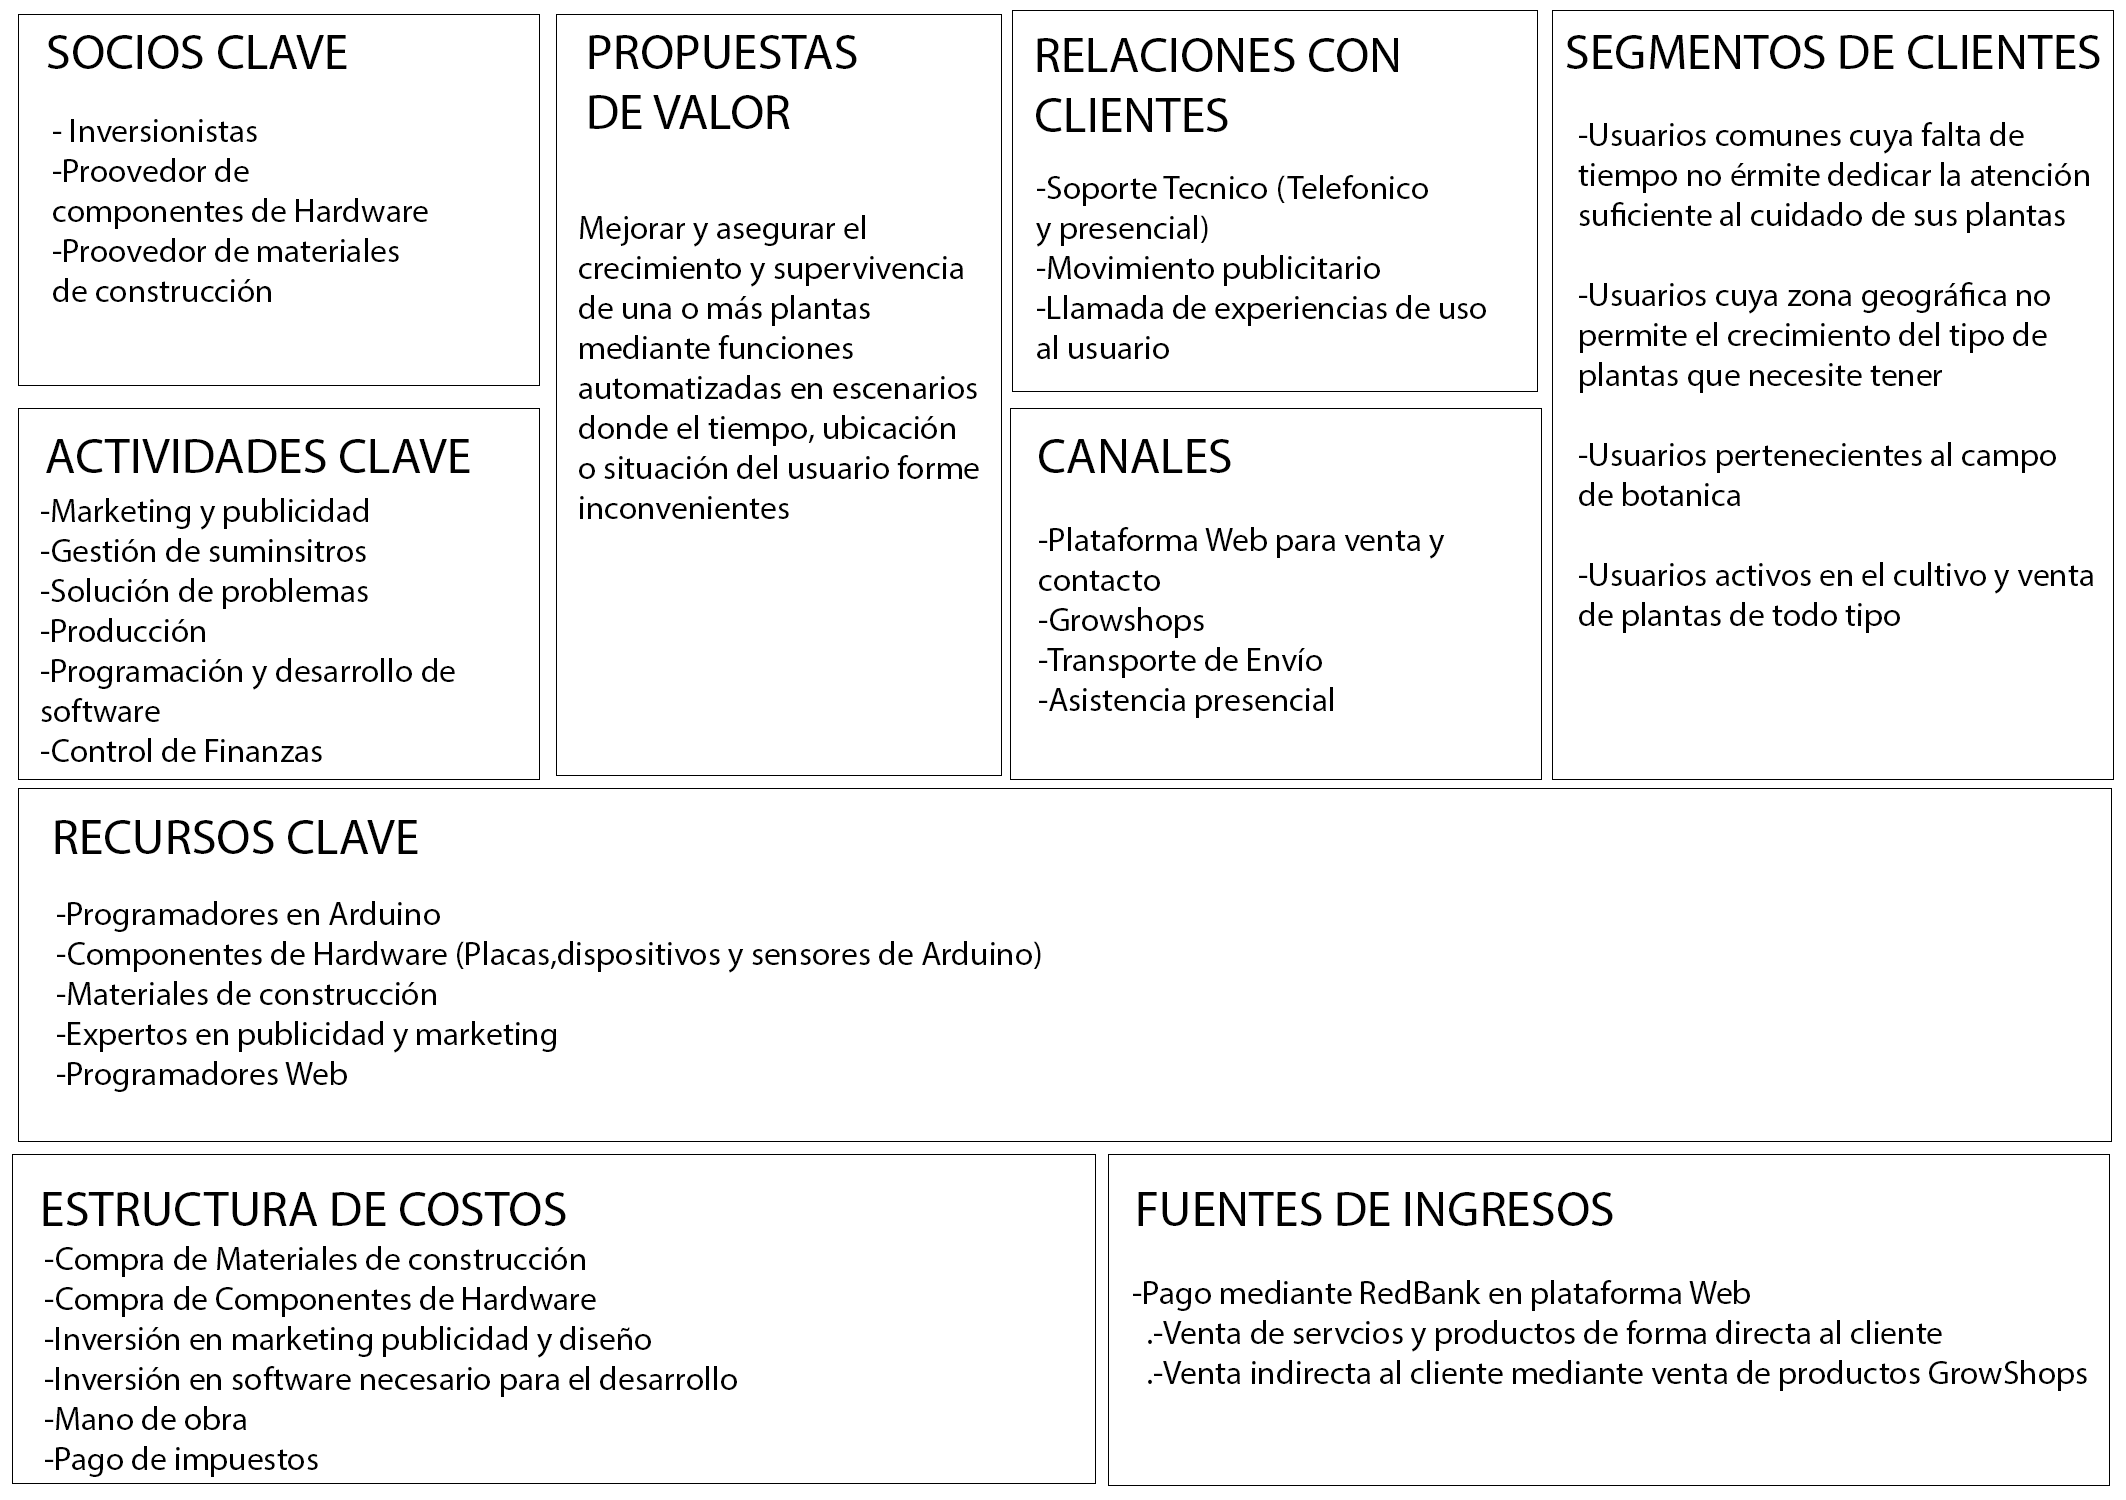 SOCIOS CLAVE
- Inversionistas
-Proovedor de
componentes de Hardware
-Proovedor de materiales
de construcción
ACTIVIDADES CLAVE
-Marketing y publicidad
-Gestión de suminsitros
-Solución de problemas
-Producción
-Programación y desarrollo de
software
-Control de Finanzas
PROPUESTAS
DE VALOR
Mejorar y asegurar el
crecimiento y supervivencia
de una o más plantas
mediante funciones
automatizadas en escenarios
donde el tiempo, ubicación
o situación del usuario forme
inconvenientes
RELACIONES CON
CLIENTES
-Soporte Tecnico (Telefonico
y presencial)
-Movimiento publicitario
-Llamada de experiencias de uso
al usuario
CANALES
-Plataforma Web para venta y
contacto
-Growshops
-Transporte de Envío
-Asistencia presencial
SEGMENTOS DE CLIENTES
-Usuarios comunes cuya falta de
tiempo no érmite dedicar la atención
suficiente al cuidado de sus plantas
-Usuarios cuya zona geográfica no
permite el crecimiento del tipo de
plantas que necesite tener
-Usuarios pertenecientes al campo
de botanica
-Usuarios activos en el cultivo y venta
de plantas de todo tipo
RECURSOS CLAVE
-Programadores en Arduino
-Componentes de Hardware (Placas,dispositivos y sensores de Arduino)
-Materiales de construcción
-Expertos en publicidad y marketing
-Programadores Web
ESTRUCTURA DE COSTOS
-Compra de Materiales de construcción
-Compra de Componentes de Hardware
-Inversión en marketing publicidad y diseño
-Inversión en software necesario para el desarrollo
-Mano de obra
-Pago de impuestos
FUENTES DE INGRESOS
-Pago mediante RedBank en plataforma Web
.-Venta de servcios y productos de forma directa al cliente
.-Venta indirecta al cliente mediante venta de productos GrowShops